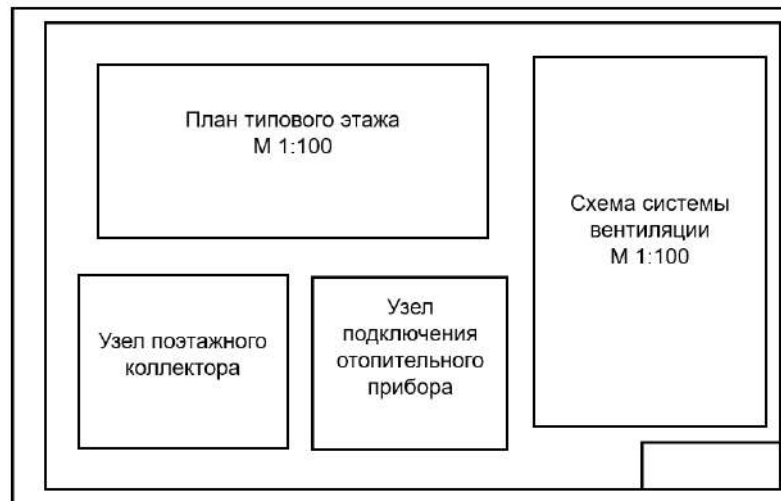 План типового этажа
М 1:100
Схема системы
вентиляции
М 1:100
Узел поэтажного
коллектора
Узел
подключения
отопительного
прибора